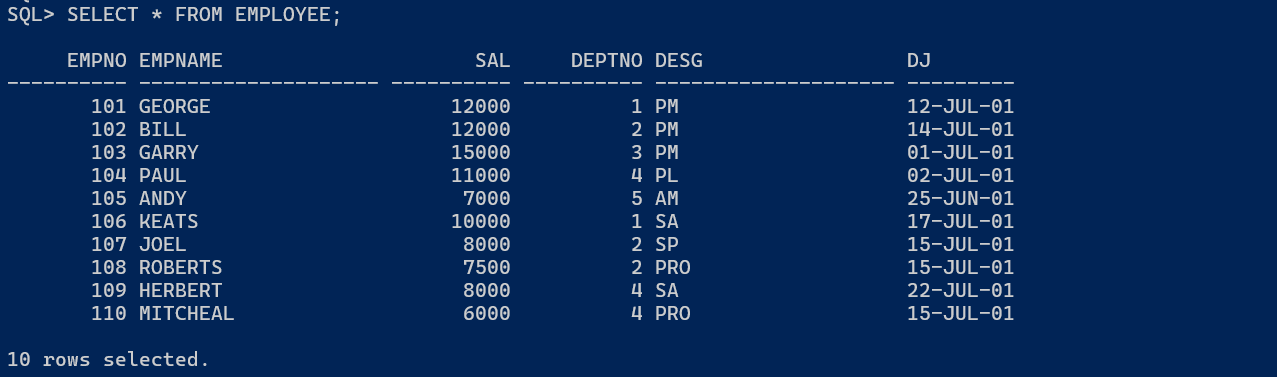 SQL> SELECT * FROM EMPLOYEE;
     EMPNO EMPNAME                     SAL     DEPTNO DESG                 DJ
---------- -------------------- ---------- ---------- -------------------- ---------
       101 GEORGE                    12000          1 PM                   12-JUL-01
       102 BILL                      12000          2 PM                   14-JUL-01
       103 GARRY                     15000          3 PM                   01-JUL-01
       104 PAUL                      11000          4 PL                   02-JUL-01
       105 ANDY                       7000          5 AM                   25-JUN-01
       106 KEATS                     10000          1 SA                   17-JUL-01
       107 JOEL                       8000          2 SP                   15-JUL-01
       108 ROBERTS                    7500          2 PRO                  15-JUL-01
       109 HERBERT                    8000          4 SA                   22-JUL-01
       110 MITCHEAL                   6000          4 PRO                  15-JUL-01
10 rows selected.